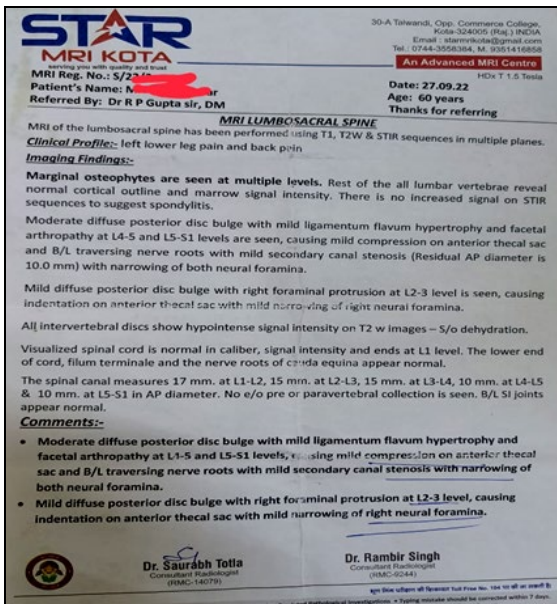 STAR
MRI KOTA
serving you with quality and trust
30-A Talwandi, Opp. Commerce College,
Kota-324005 (Raj.) INDIA
Email : starmrikota@gmail.com
Tel.: 0744-3558384, M. 9351416858
An Advanced MRI Centre
HDx T 1.5 Tesla
MRI Reg. No.: S/22/
Patient's Name: M
Referred By: Dr R P Gupta sir, DM
Date: 27.09.22
Age: 60 years
Thanks for referring
MRI LUMBOSACRAL SPINE
MRI of the lumbosacral spine has been performed using T1, T2W & STIR sequences in multiple planes.
Clinical Profile:- left lower leg pain and back pain
Imaging Findings:-
Marginal osteophytes are seen at multiple levels. Rest of the all lumbar vertebrae reveal
normal cortical outline and marrow signal intensity. There is no increased signal on STIR
sequences to suggest spondylitis.
Moderate diffuse posterior disc bulge with mild ligamentum flavum hypertrophy and facetal
arthropathy at L4-5 and L5-S1 levels are seen, causing mild compression on anterior thecal sac
and B/L traversing nerve roots with mild secondary canal stenosis (Residual AP diameter is
10.0 mm) with narrowing of both neural foramina.
Mild diffuse posterior disc bulge with right foraminal protrusion at L2-3 level is seen, causing
indentation on anterior thecal sac with mild narrowing of right neural foramina.
All intervertebral discs show hypointense signal intensity on T2 w images – S/o dehydration.
Visualized spinal cord is normal in caliber, signal intensity and ends at L1 level. The lower end
of cord, filum terminale and the nerve roots of cauda equina appear normal.
The spinal canal measures 17 mm. at L1-L2, 15 mm. at L2-L3, 15 mm. at L3-L4, 10 mm. at L4-L5
& 10 mm. at L5-S1 in AP diameter. No e/o pre or paravertebral collection is seen. B/L SI joints
appear normal.
Comments:-
• Moderate diffuse posterior disc bulge with mild ligamentum flavum hypertrophy and
facetal arthropathy at L4-5 and L5-S1 levels, causing mild compression on anterior thecal
sac and B/L traversing nerve roots with mild secondary canal stenosis with narrowing of
both neural foramina.
• Mild diffuse posterior disc bulge with right foraminal protrusion at L2-3 level, causing
indentation on anterior thecal sac with mild narrowing of right neural foramina.
Dr. Saurabh Totla
Consultant Radiologist
(RMC-14079)
Dr. Rambir Singh
Consultant Radiologist
(RMC-9244)
Typing mistake should be corrected within 7 days.